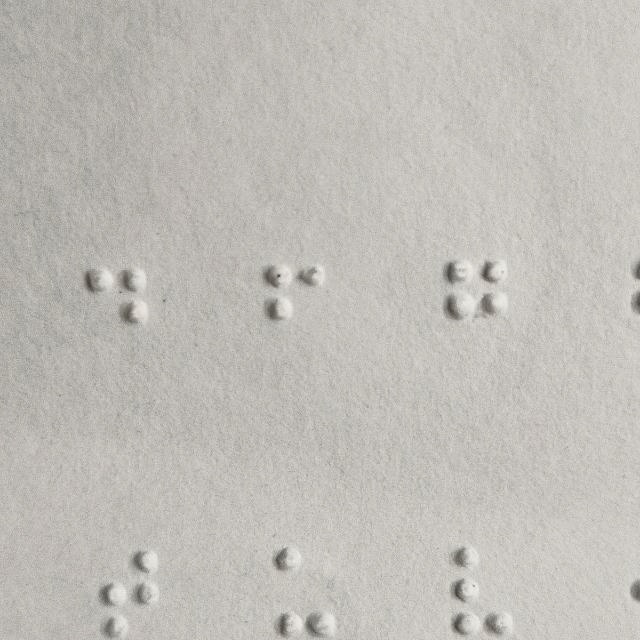 ⠙ ⠋ ⠛
⠞ ⠥ ⠧